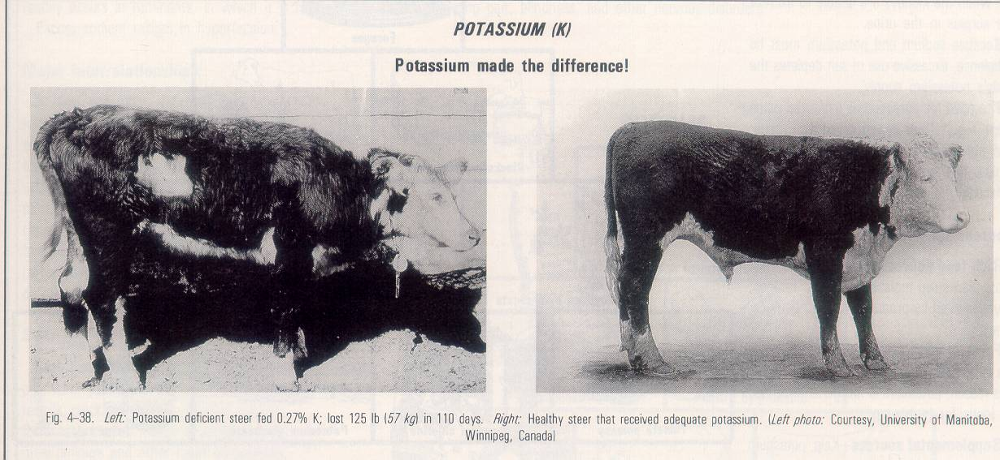 POTASSIUM (K)
Potassium made the difference!
Fig. 4–38. Left: Potassium deficient steer fed 0.27% K; lost 125 lb (57 kg) in 110 days. Right: Healthy steer that received adequate potassium. (Left photo: Courtesy, University of Manitoba,
Winnipeg, Canada)